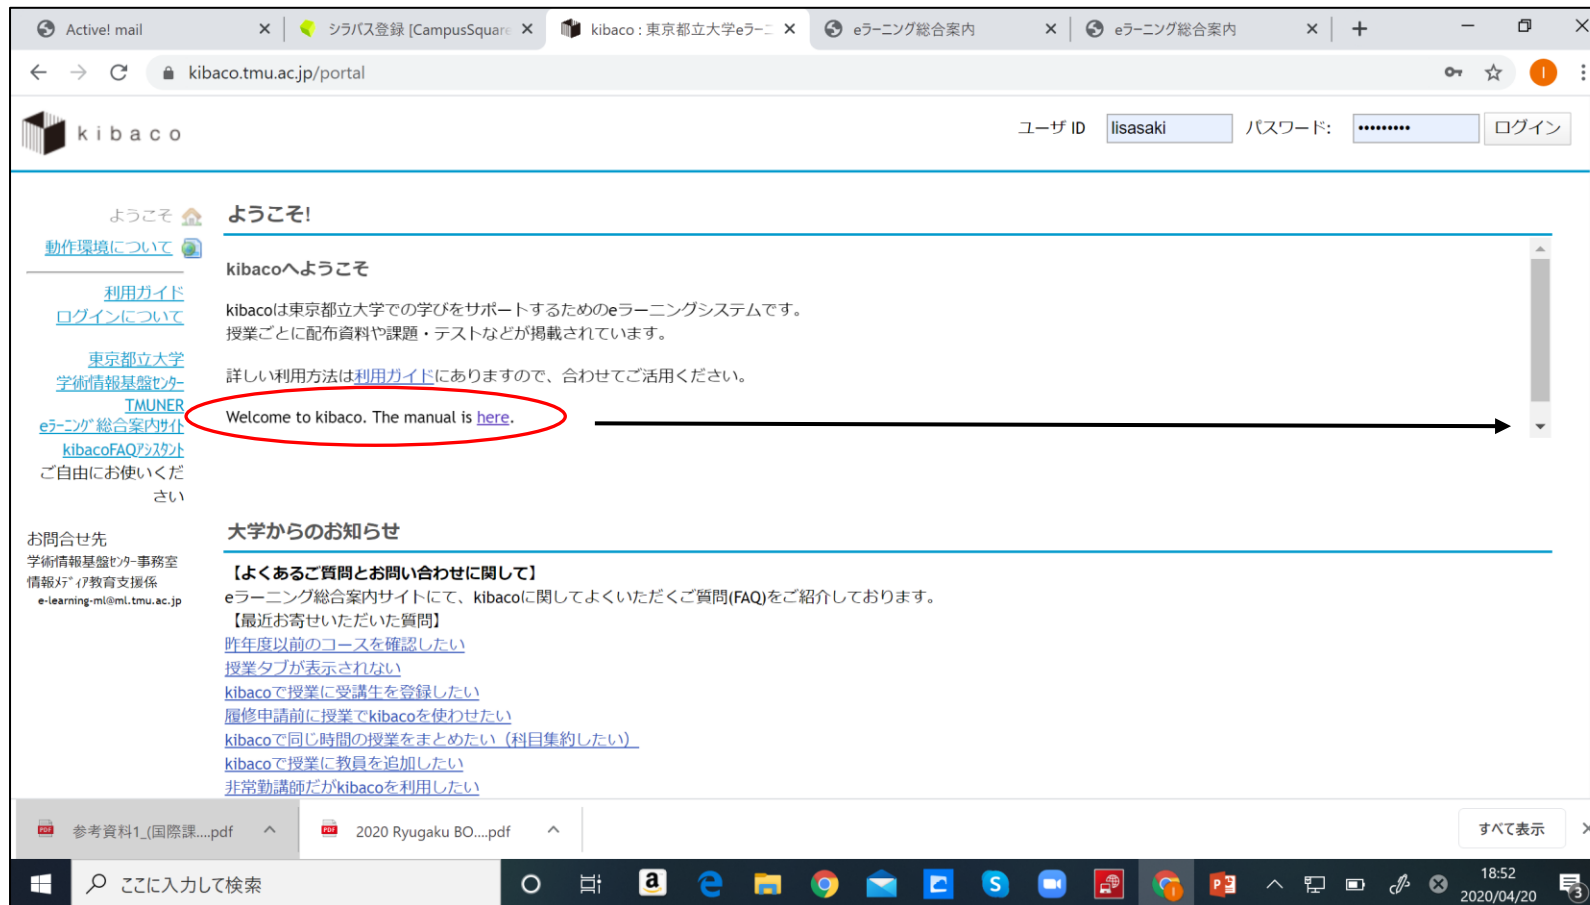 Active! mail
シラバス登録 [CampusSquare
kibaco : 東京都立大学eラーニ
eラーニング総合案内
eラーニング総合案内
kibaco.tmu.ac.jp/portal
I
kibaco
ユーザ ID
lisasaki
パスワード:
•••••••••
ログイン
ようこそ
動作環境について
利用ガイド
ログインについて
東京都立大学
学術情報基盤ｾﾝﾀｰ
TMUNER
eﾗｰﾆﾝｸﾞ総合案内ｻｲﾄ
kibacoFAQｱｼｽﾀﾝﾄ
ご自由にお使いくだ
さい
お問合せ先
学術情報基盤ｾﾝﾀｰ事務室
情報ﾒﾃﾞｨｱ教育支援係
e-learning-ml@ml.tmu.ac.jp
ようこそ!
kibacoへようこそ
kibacoは東京都立大学での学びをサポートするためのeラーニングシステムです。
授業ごとに配布資料や課題・テストなどが掲載されています。
詳しい利用方法は利用ガイドにありますので、合わせてご活用ください。
Welcome to kibaco. The manual is here.
大学からのお知らせ
【よくあるご質問とお問い合わせに関して】
eラーニング総合案内サイトにて、kibacoに関してよくいただくご質問(FAQ)をご紹介しております。
【最近お寄せいただいた質問】
昨年度以前のコースを確認したい
授業タブが表示されない
kibacoで授業に受講生を登録したい
履修申請前に授業でkibacoを使わせたい
kibacoで同じ時間の授業をまとめたい（科目集約したい）
kibacoで授業に教員を追加したい
非常勤講師だがkibacoを利用したい
参考資料1_(国際課....pdf
2020 Ryugaku BO....pdf
すべて表示
ここに入力して検索
18:52
2020/04/20
3